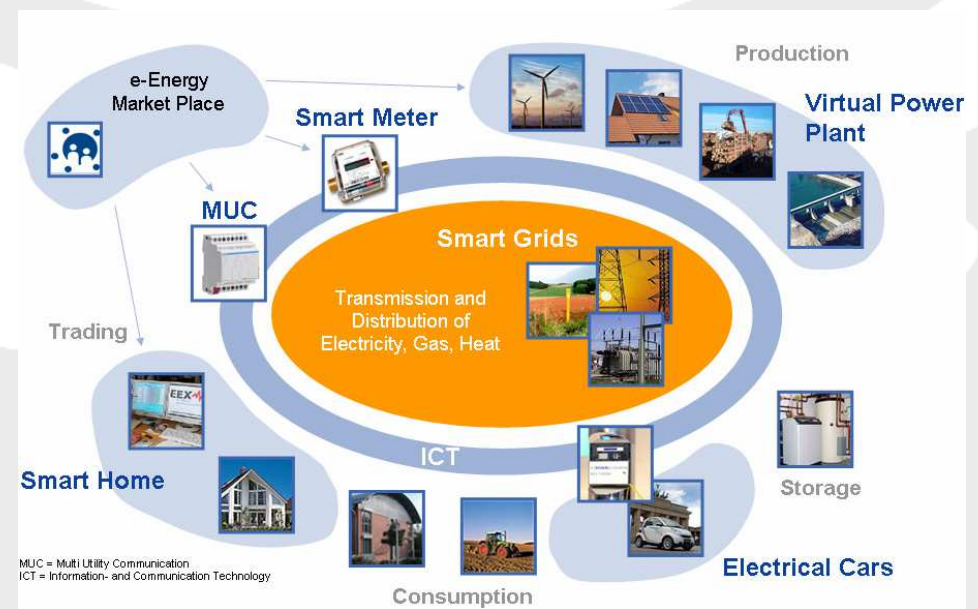 Production
e-Energy
Market Place
Virtual Power
Plant
Smart Meter
MUC
Smart Grids
Transmission and
Distribution of
Electricity, Gas, Heat
Trading
EEX
ICT
Smart Home
Storage
Electrical Cars
MUC = Multi Utility Communication
ICT = Information- and Communication Technology
Consumption